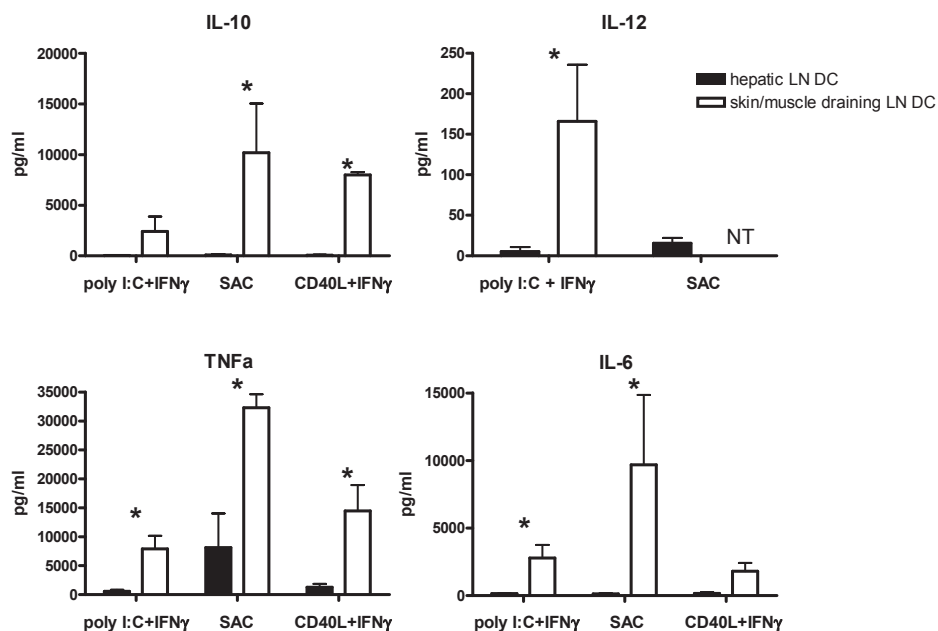 IL-10
20000
15000
10000
5000
0
pg/ml
*
*
poly I:C+IFNγ SAC CD40L+IFNγ
IL-12
250
200
150
100
50
0
pg/ml
*
NT
poly I:C + IFNγ SAC
hepatic LN DC
skin/muscle draining LN DC
TNFa
35000
30000
25000
20000
15000
10000
5000
0
pg/ml
*
*
*
poly I:C+IFNγ SAC CD40L+IFNγ
IL-6
15000
10000
5000
0
pg/ml
*
*
poly I:C+IFNγ SAC CD40L+IFNγ